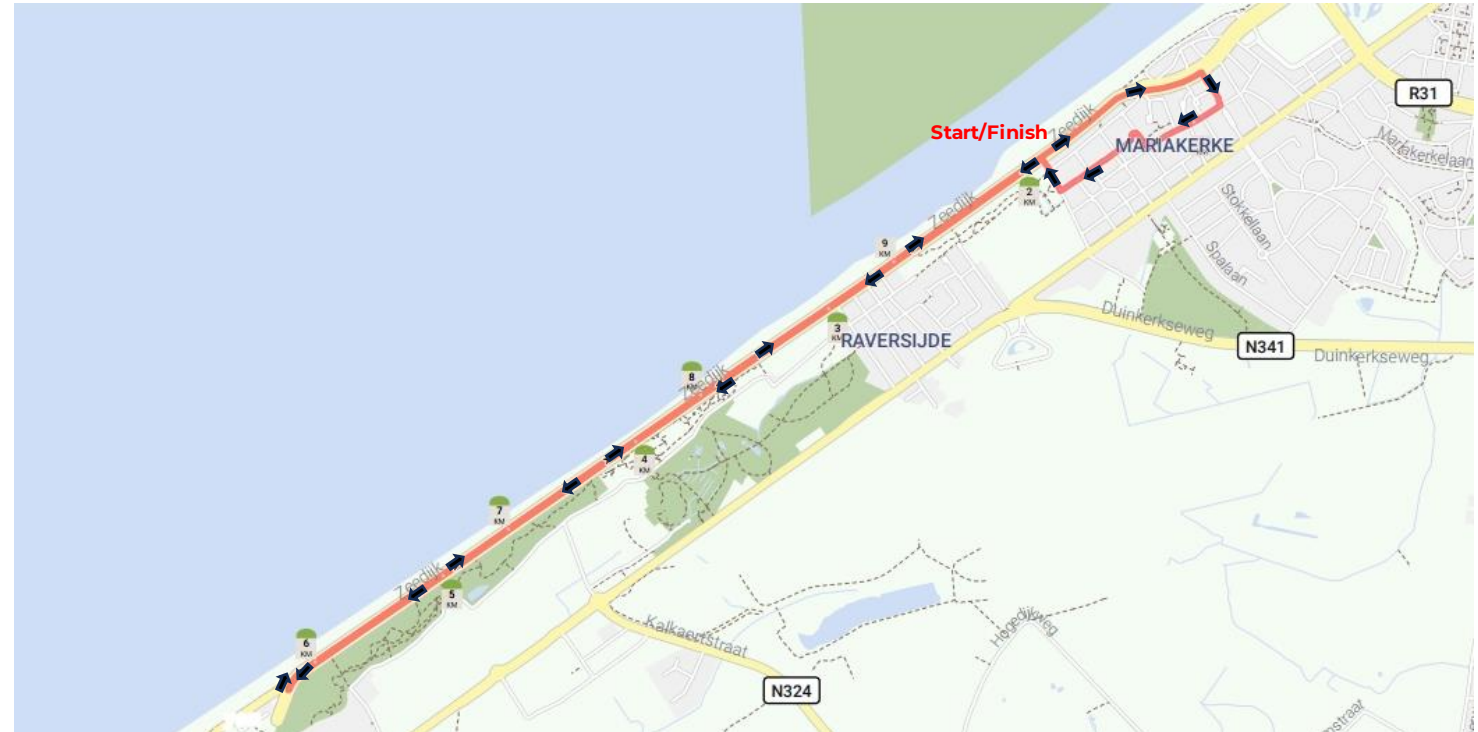 R31
Start/Finish
Zeedijk
MARIAKERKE
Mariakerkelaan
2
KM
Zeedijk
Stokkellaan
9
KM
Spalaan
Duinkerkseweg
3
KM
RAVERSIJDE
N341
Duinkerkseweg
8
KM
Zeedijk
4
KM
7
KM
Zeedijk
5
KM
6
KM
Kalkaertstraat
Hogedijkweg
N324